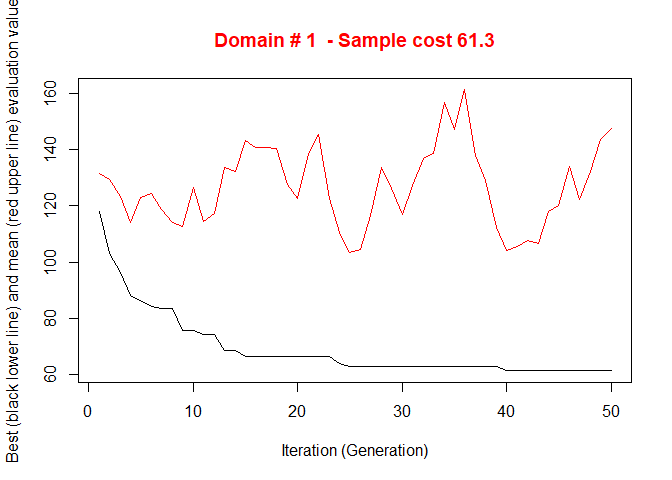 Domain # 1 - Sample cost 61.3
Best (black lower line) and mean (red upper line) evaluation value
160
140
120
100
80
60
0 10 20 30 40 50
Iteration (Generation)